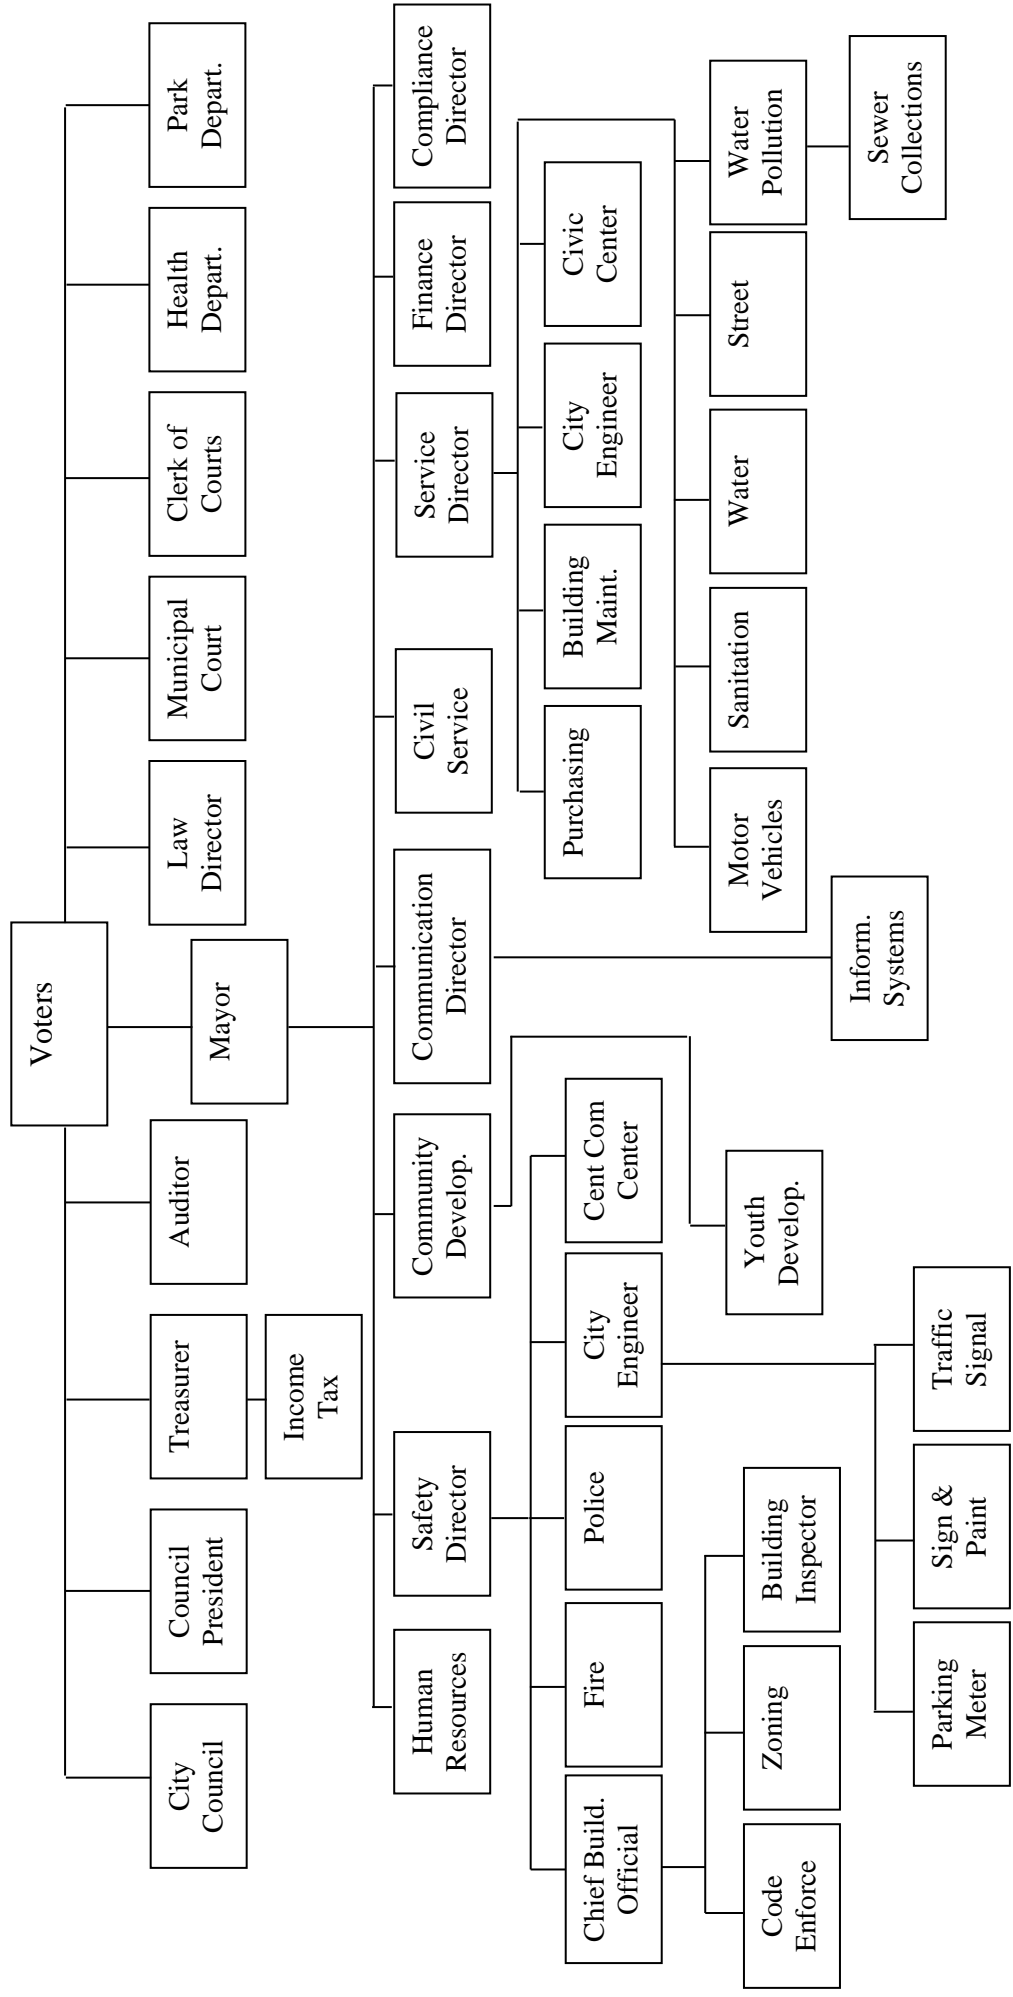 Voters
City
Council
Council
President
Treasurer
Auditor
Mayor
Law
Director
Municipal
Court
Clerk of
Courts
Health
Depart.
Park
Depart.
Income
Tax
Human
Resources
Safety
Director
Community
Develop.
Communication
Director
Civil
Service
Service
Director
Finance
Director
Compliance
Director
Chief Build.
Official
Fire
Police
City
Engineer
Cent Com
Center
Purchasing
Building
Maint.
City
Engineer
Civic
Center
Code
Enforce
Zoning
Building
Inspector
Youth
Develop.
Motor
Vehicles
Sanitation
Water
Street
Water
Pollution
Inform.
Systems
Sewer
Collections
Parking
Meter
Sign &
Paint
Traffic
Signal